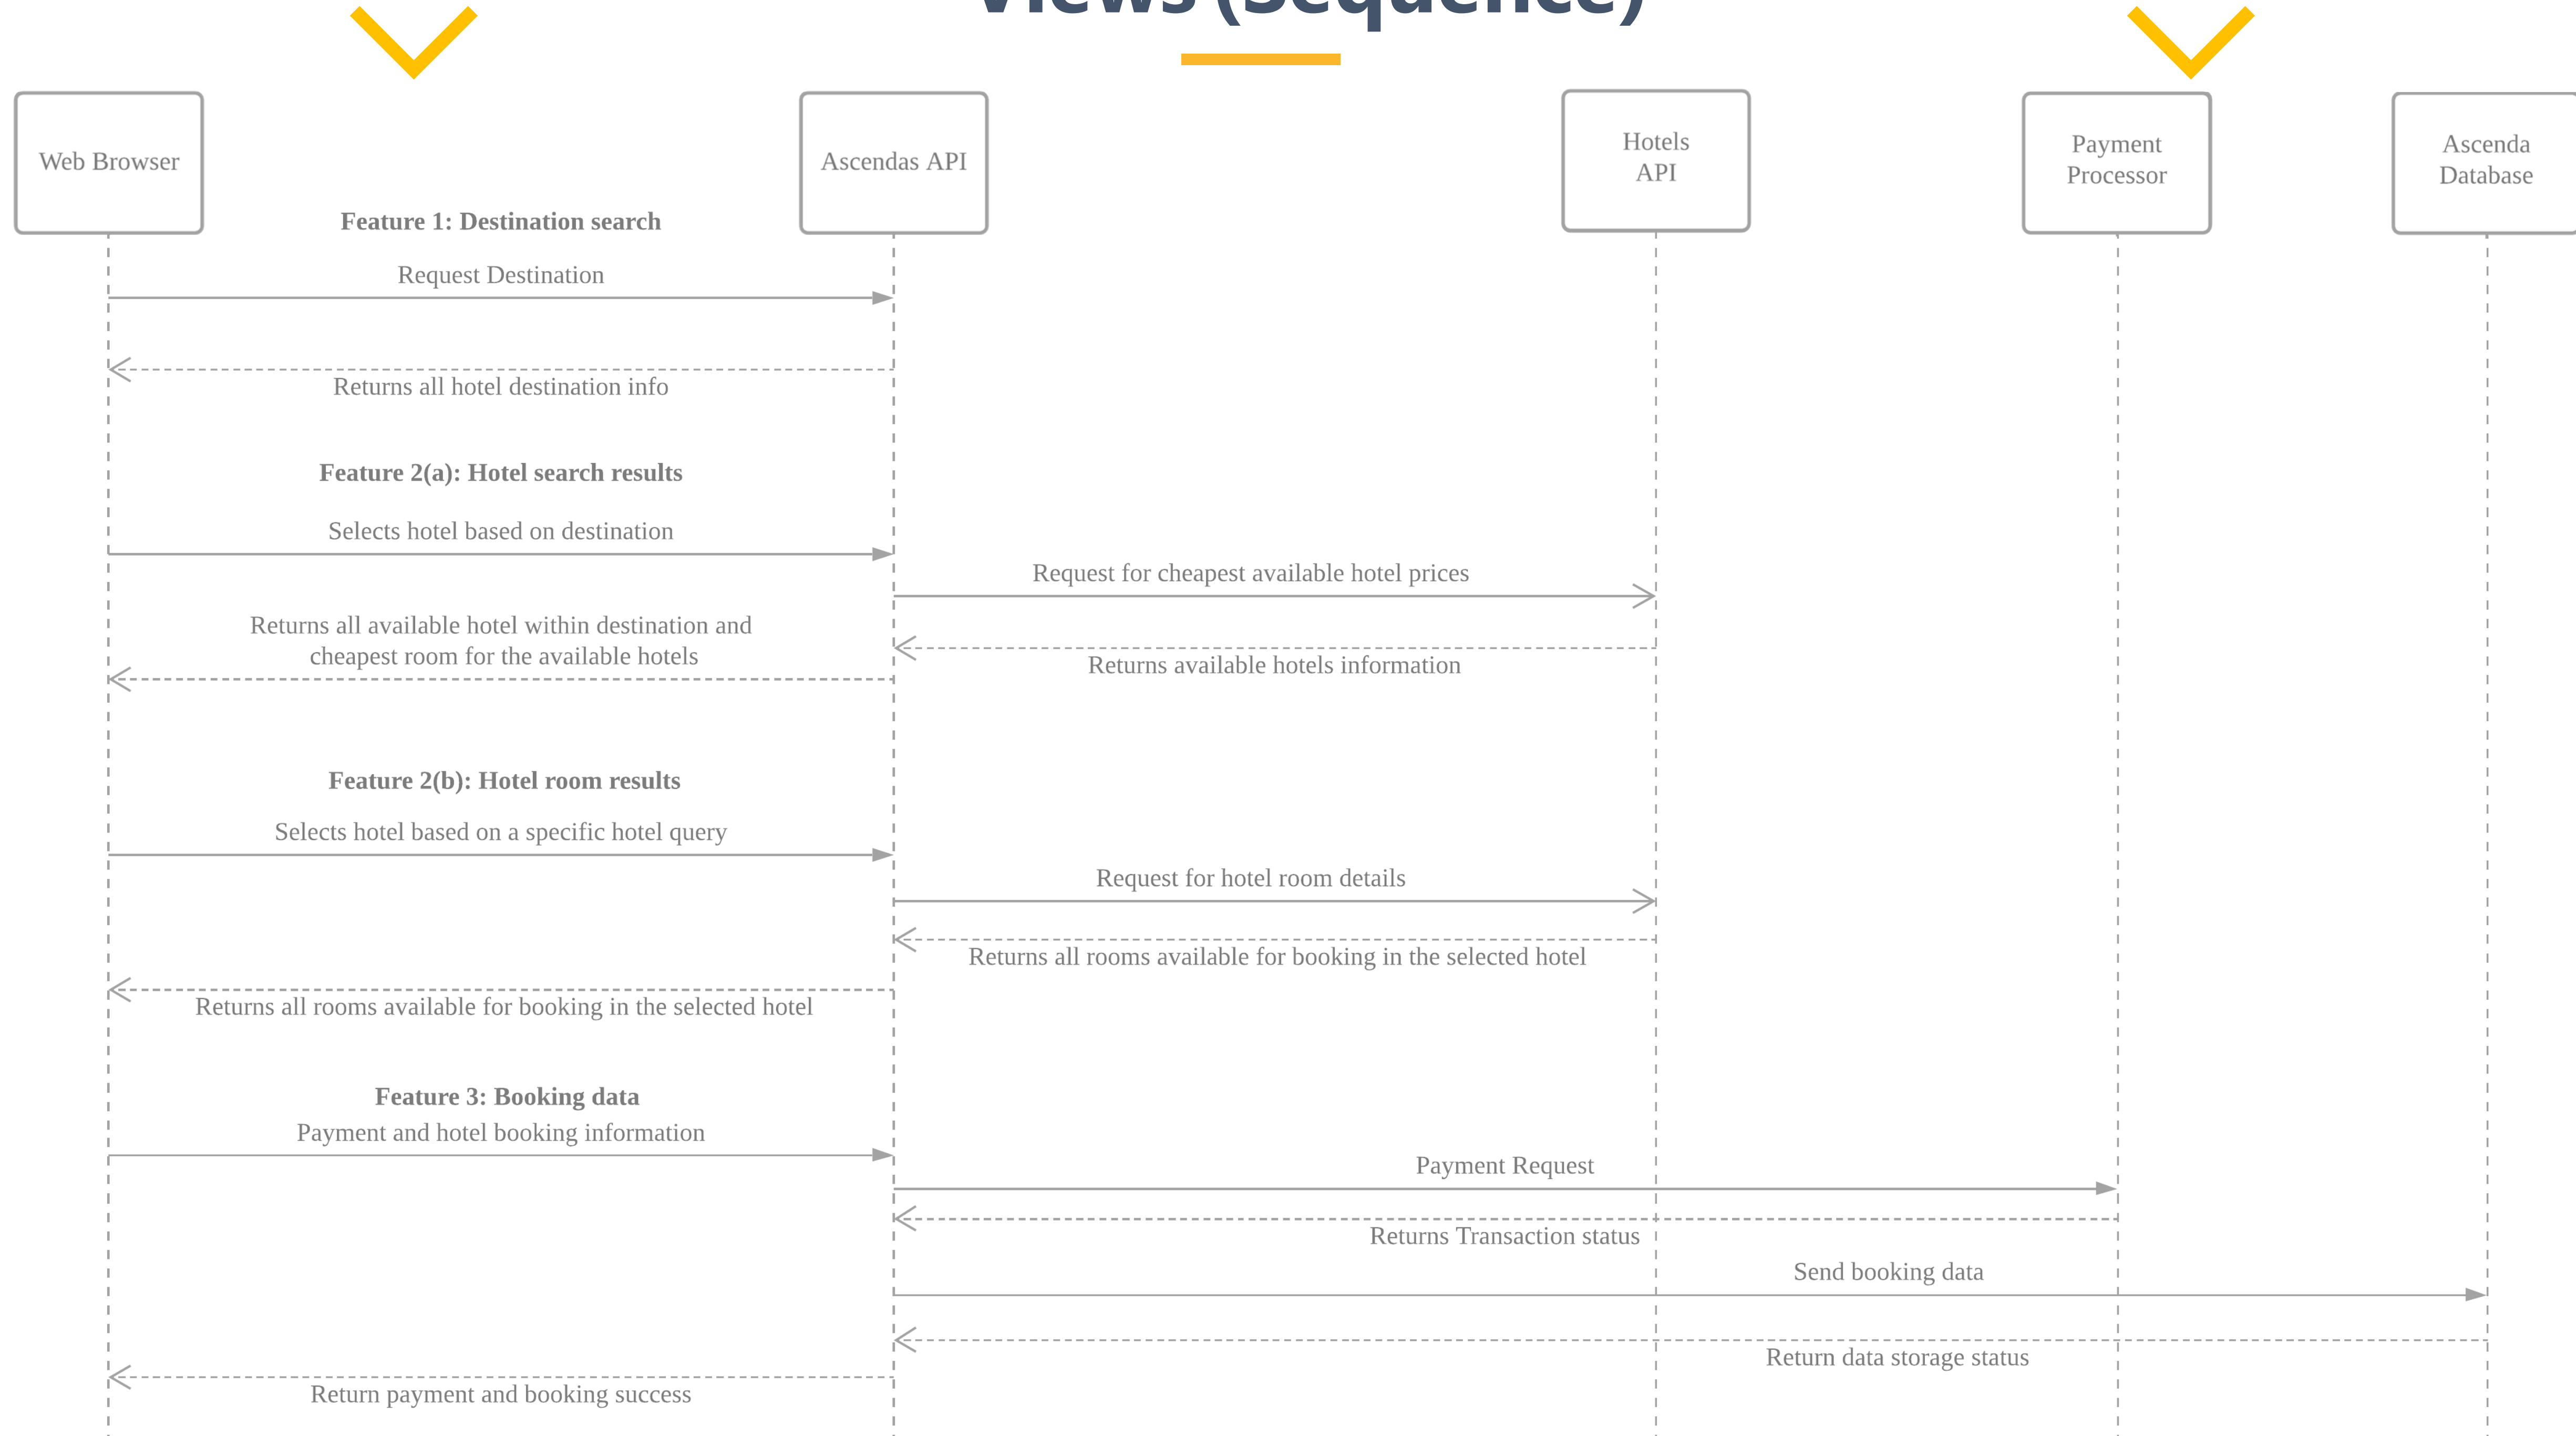 Views (Sequence)
Web Browser
Ascendas API
Hotels
API
Payment
Processor
Ascenda
Database
Feature 1: Destination search
Request Destination
Returns all hotel destination info
Feature 2(a): Hotel search results
Selects hotel based on destination
Request for cheapest available hotel prices
Returns all available hotel within destination and
cheapest room for the available hotels
Returns available hotels information
Feature 2(b): Hotel room results
Selects hotel based on a specific hotel query
Request for hotel room details
Returns all rooms available for booking in the selected hotel
Returns all rooms available for booking in the selected hotel
Feature 3: Booking data
Payment and hotel booking information
Payment Request
Returns Transaction status
Send booking data
Return data storage status
Return payment and booking success